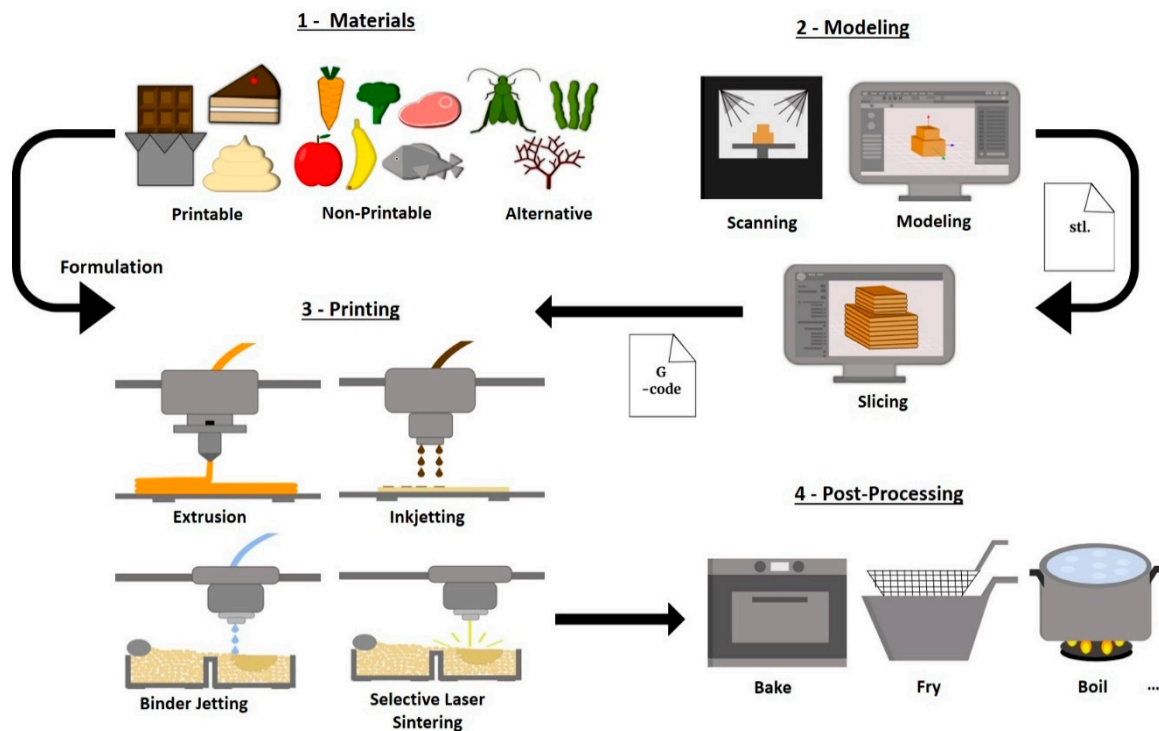 1 - Materials
Printable
Non-Printable
Alternative
Formulation
2 - Modeling
Scanning
Modeling
stl.
Slicing
G
-code
3 - Printing
Extrusion
Inkjetting
Binder Jetting
Selective Laser
Sintering
4 - Post-Processing
Bake
Fry
Boil
...